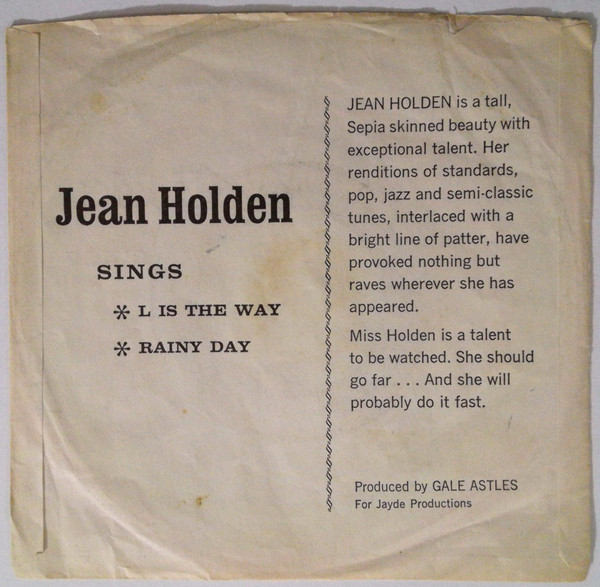 Jean Holden
SINGS
* L IS THE WAY
* RAINY DAY
JEAN HOLDEN is a tall,
Sepia skinned beauty with
exceptional talent. Her
renditions of standards,
pop, jazz and semi-classic
tunes, interlaced with a
bright line of patter, have
provoked nothing but
raves wherever she has
appeared.
Miss Holden is a talent
to be watched. She should
go far . . . And she will
probably do it fast.
Produced by GALE ASTLES
For Jayde Productions